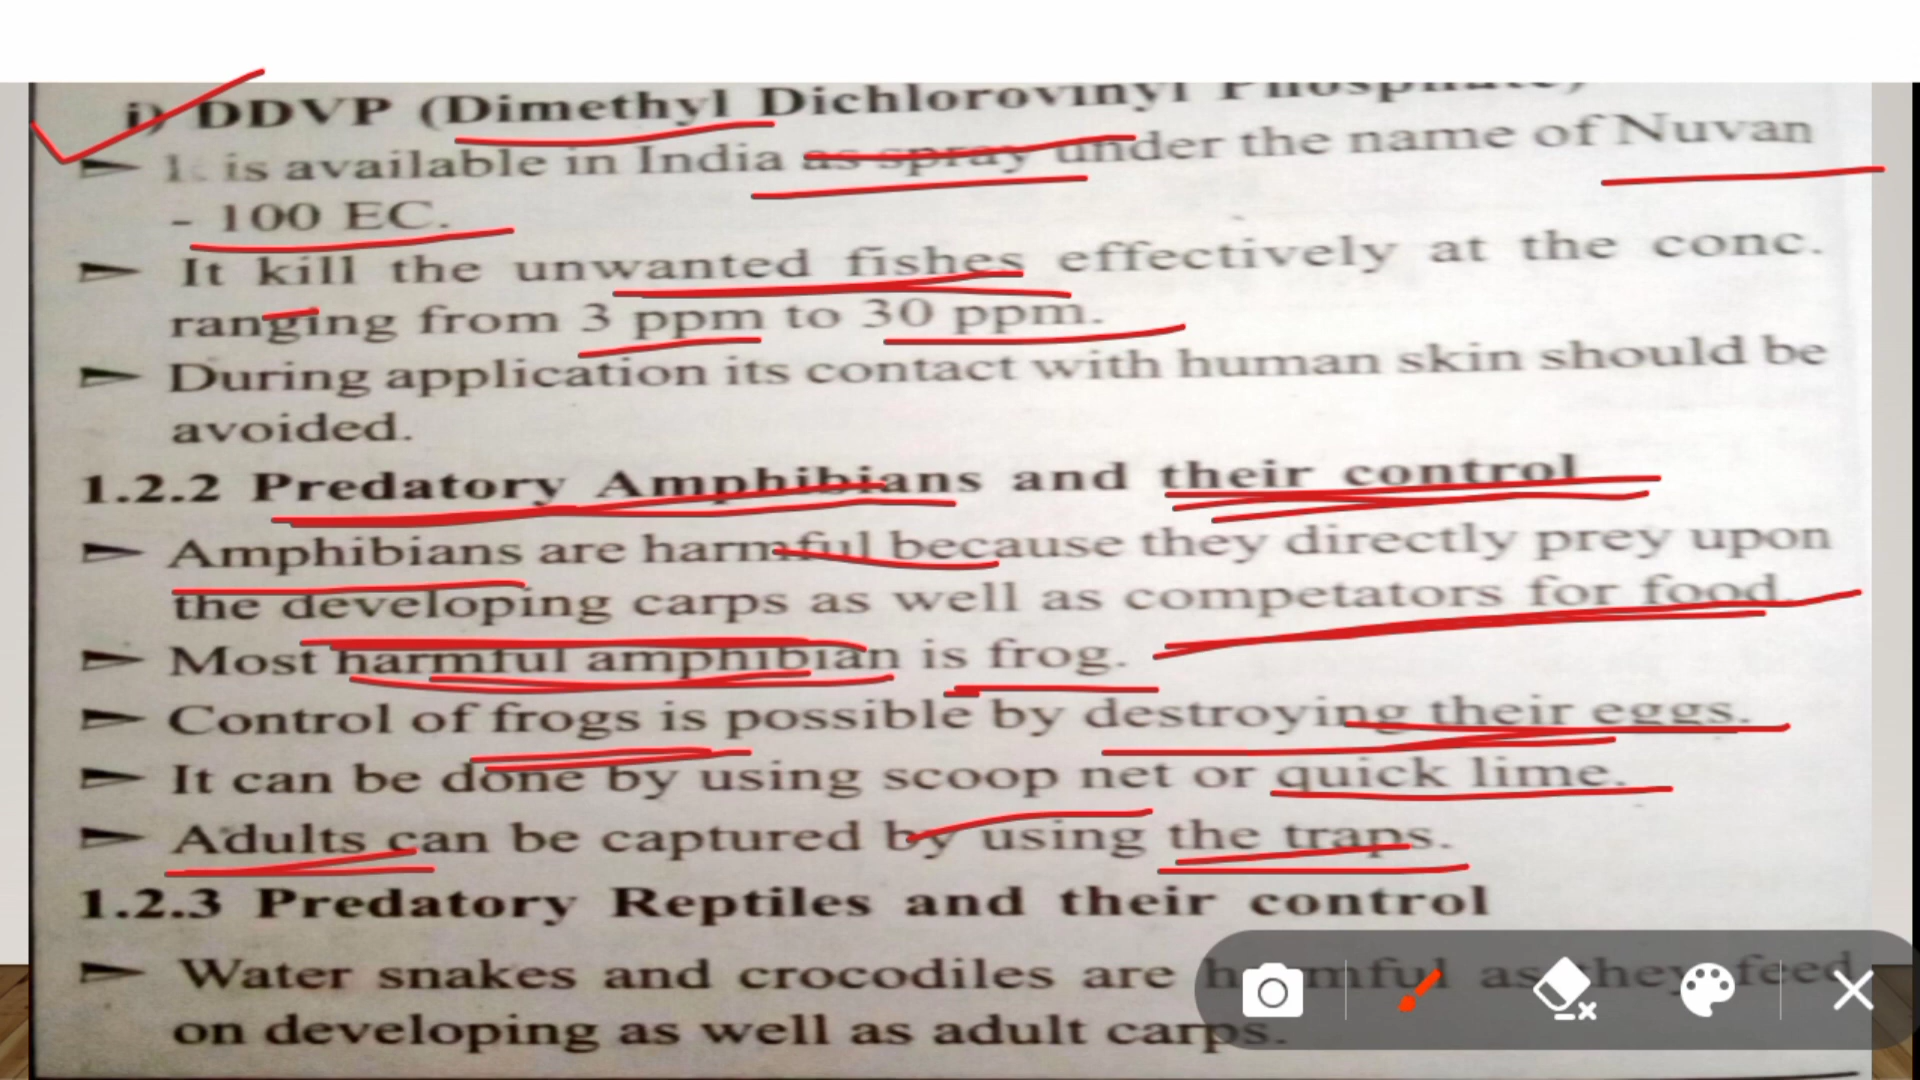 i) DDVP (Dimethyl Dichlorovinyl Phosphate)
It is available in India as spray under the name of Nuvan
- 100 EC.
It kill the unwanted fishes effectively at the conc.
ranging from 3 ppm to 30 ppm.
During application its contact with human skin should be
avoided.
1.2.2 Predatory Amphibians and their control
Amphibians are harmful because they directly prey upon
the developing carps as well as competators for food.
Most harmful amphibian is frog.
Control of frogs is possible by destroying their eggs.
It can be done by using scoop net or quick lime.
Adults can be captured by using the traps.
1.2.3 Predatory Reptiles and their control
Water snakes and crocodiles are harmful as they feed
on developing as well as adult carps.